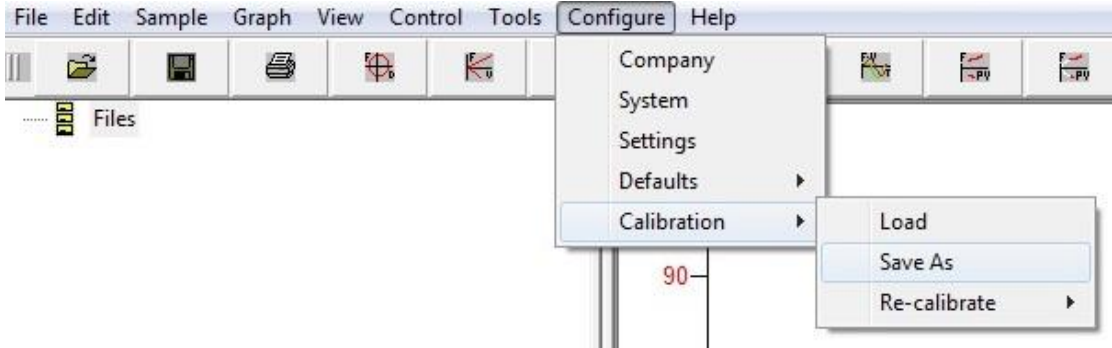 File Edit Sample Graph View Control Tools Configure Help
Company
System
Settings
Defaults
Calibration
Load
Save As
Re-calibrate
Files
90